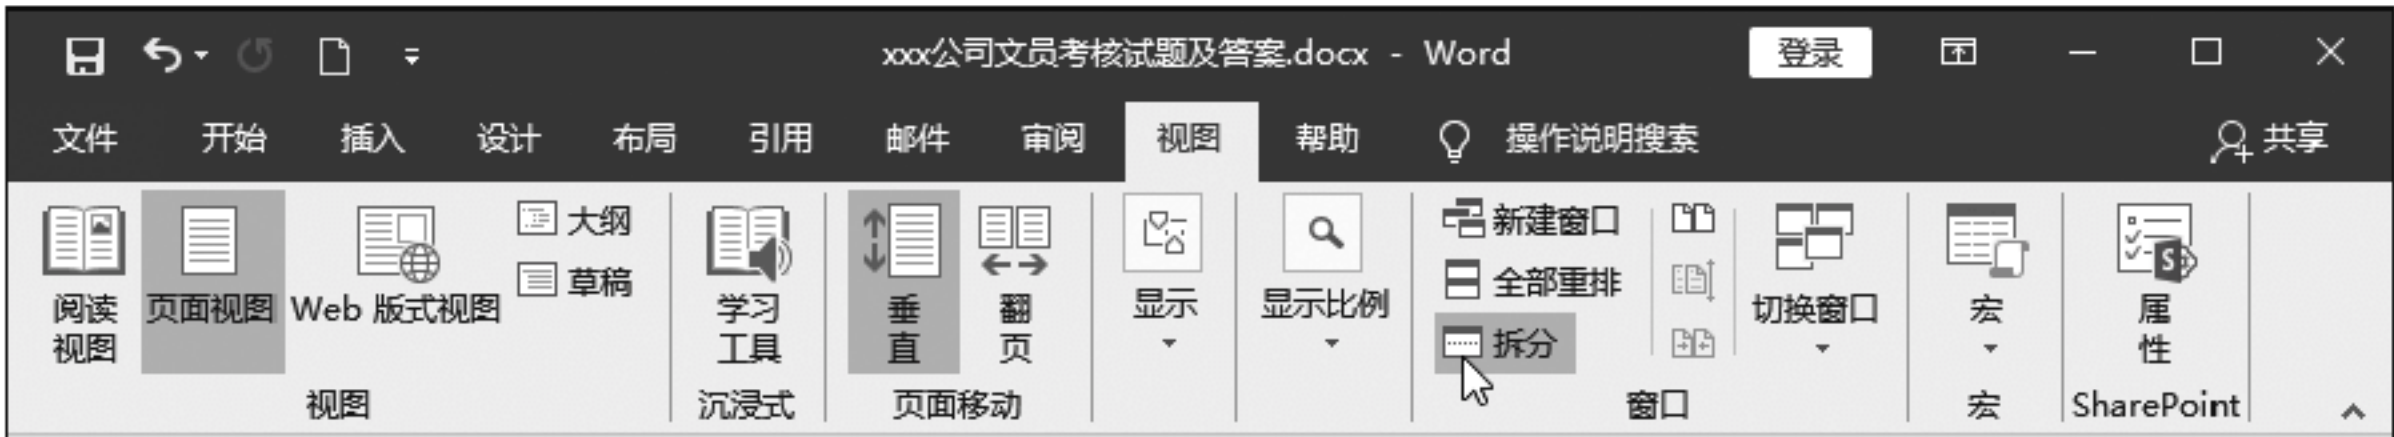 xxx公司文员考核试题及答案.docx - Word
登录
文件 开始 插入 设计 布局 引用 邮件 审阅 视图 帮助 操作说明搜索 共享
阅读
视图
页面视图
Web 版式视图
大纲
草稿
视图
学习
工具
沉浸式
垂
直
翻
页
页面移动
显示
显示比例
新建窗口
全部重排
拆分
切换窗口
窗口
宏
宏
属
性
SharePoint